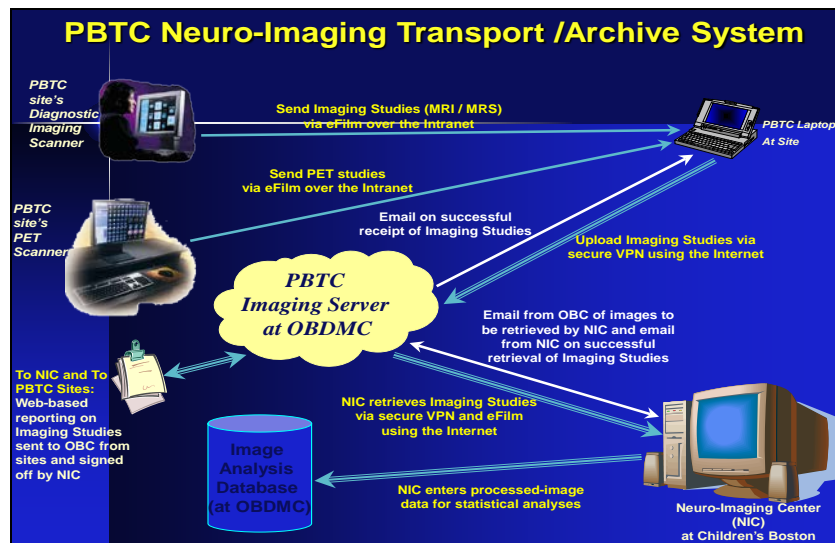 PBTC Neuro-Imaging Transport /Archive System
PBTC
site's
Diagnostic
Imaging
Scanner
Send Imaging Studies (MRI / MRS)
via eFilm over the Intranet
PBTC Laptop
At Site
Send PET studies
via eFilm over the Intranet
PBTC
site's
PET
Scanner
Email on successful
receipt of Imaging Studies
Upload Imaging Studies via
secure VPN using the Internet
PBTC
Imaging Server
at OBDMC
Email from OBC of images to
be retrieved by NIC and email
from NIC on successful
retrieval of Imaging Studies
To NIC and To
PBTC Sites:
Web-based
reporting on
Imaging Studies
sent to OBC from
sites and signed
off by NIC
NIC retrieves Imaging Studies
via secure VPN and eFilm
using the Internet
Image
Analysis
Database
(at OBDMC)
NIC enters processed-image
data for statistical analyses
Neuro-Imaging Center
(NIC)
at Children's Boston